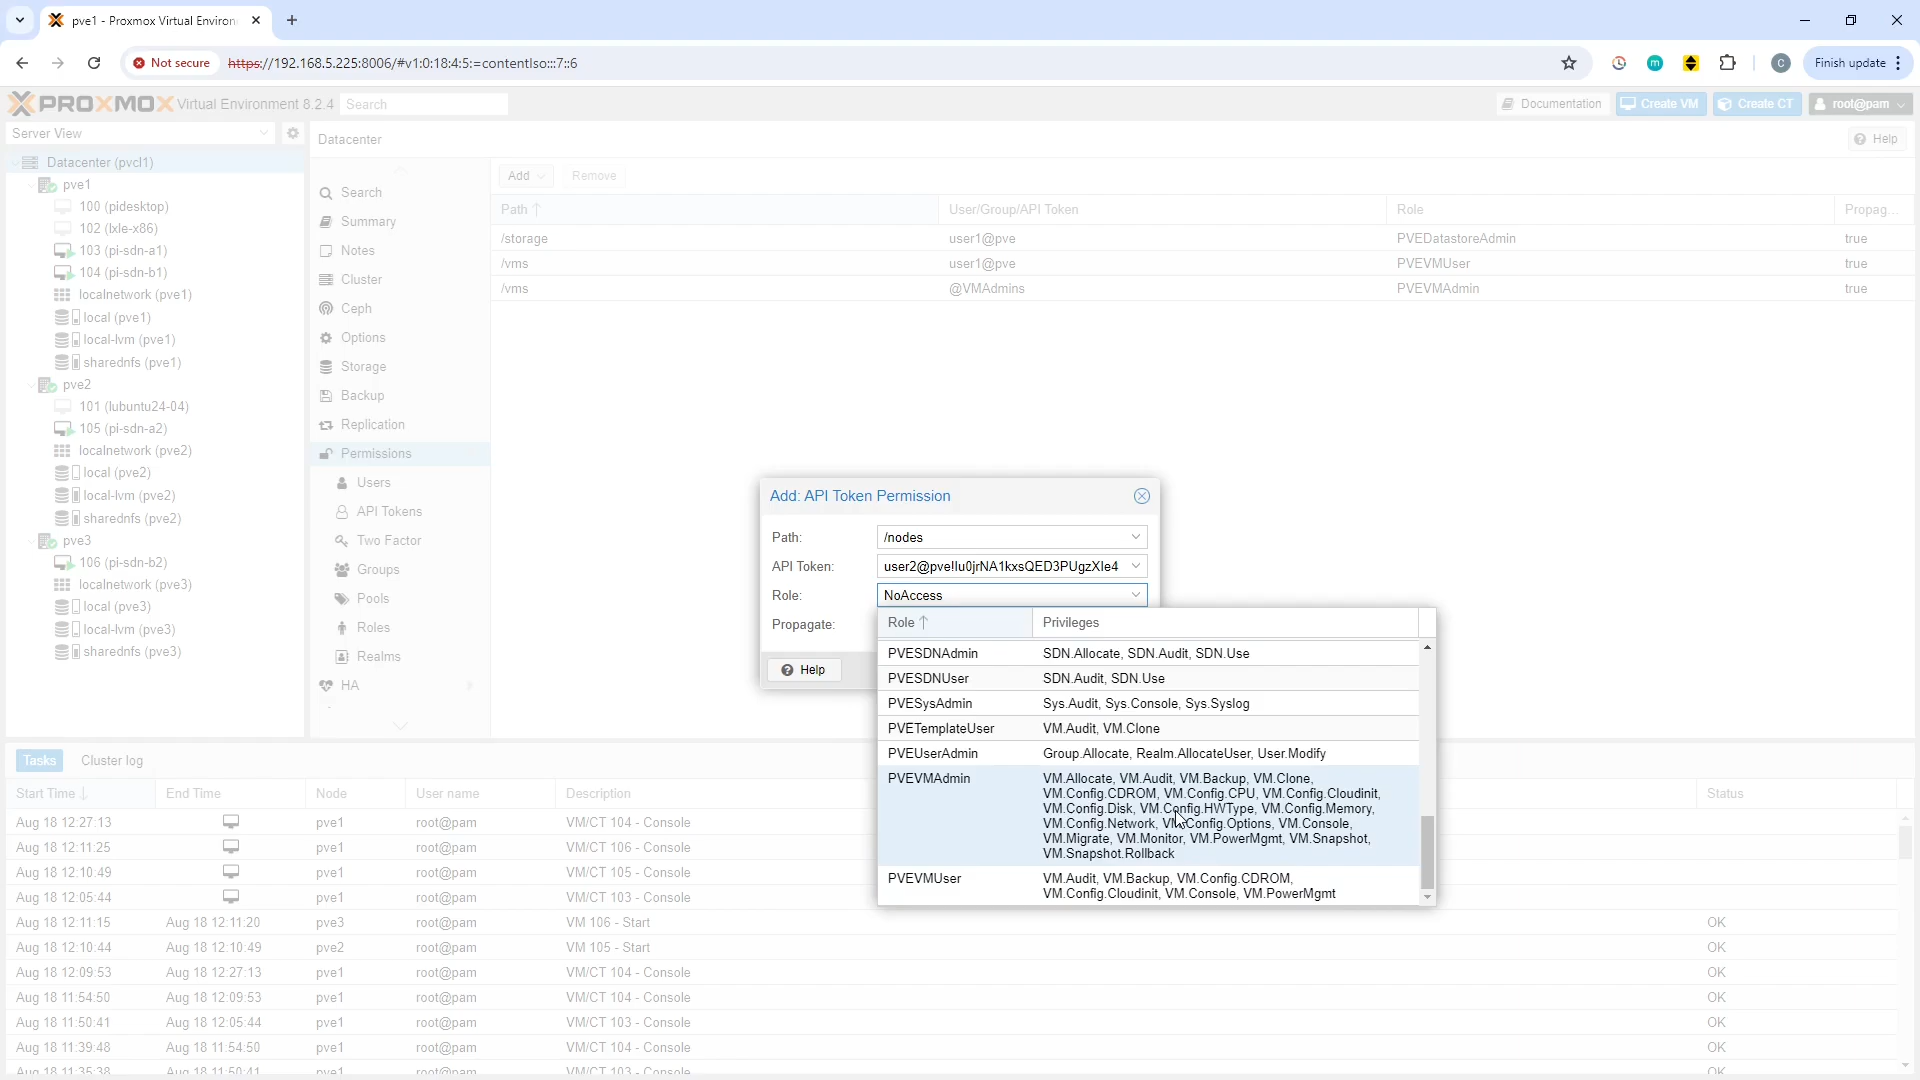 pve1 - Proxmox Virtual Environ
Not secure
https://192.168.5.225:8006/#v1:0:18:4:5:=contentIso:::7::6
C
Finish update
PROXMOX
Virtual Environment 8.2.4
Search
Documentation
Create VM
Create CT
root@pam
Server View
Datacenter
Help
Datacenter (pvcl1)
pve1
100 (pidesktop)
102 (lxle-x86)
103 (pi-sdn-a1)
104 (pi-sdn-b1)
localnetwork (pve1)
local (pve1)
local-lvm (pve1)
sharednfs (pve1)
pve2
101 (lubuntu24-04)
105 (pi-sdn-a2)
localnetwork (pve2)
local (pve2)
local-lvm (pve2)
sharednfs (pve2)
pve3
106 (pi-sdn-b2)
localnetwork (pve3)
local (pve3)
local-lvm (pve3)
sharednfs (pve3)
Search
Summary
Notes
Cluster
Ceph
Options
Storage
Backup
Replication
Permissions
Users
API Tokens
Two Factor
Groups
Pools
Roles
Realms
HA
Add
Remove
Path User/Group/API Token Role Propag...
/storage user1@pve PVEDatastoreAdmin true
/vms user1@pve PVEVMUser true
/vms @VMAdmins PVEVMAdmin true
Add: API Token Permission
Path: /nodes
API Token: user2@pve!lu0jrNA1kxsQED3PUgzXIe4
Role: NoAccess
Propagate:
Help
Role Privileges
PVESDNAdmin SDN.Allocate, SDN.Audit, SDN.Use
PVESDNUser SDN.Audit, SDN.Use
PVESysAdmin Sys.Audit, Sys.Console, Sys.Syslog
PVETemplateUser VM.Audit, VM.Clone
PVEUserAdmin Group.Allocate, Realm.AllocateUser, User.Modify
PVEVMAdmin VM.Allocate, VM.Audit, VM.Backup, VM.Clone,
VM.Config.CDROM, VM.Config.CPU, VM.Config.Cloudinit,
VM.Config.Disk, VM.Config.HWType, VM.Config.Memory,
VM.Config.Network, VM.Config.Options, VM.Console,
VM.Migrate, VM.Monitor, VM.PowerMgmt, VM.Snapshot,
VM.Snapshot.Rollback
PVEVMUser VM.Audit, VM.Backup, VM.Config.CDROM,
VM.Config.Cloudinit, VM.Console, VM.PowerMgmt
Tasks
Cluster log
Start Time End Time Node User name Description Status
Aug 18 12:27:13 pve1 root@pam VM/CT 104 - Console
Aug 18 12:11:25 pve1 root@pam VM/CT 106 - Console
Aug 18 12:10:49 pve1 root@pam VM/CT 105 - Console
Aug 18 12:05:44 pve1 root@pam VM/CT 103 - Console
Aug 18 12:11:15 Aug 18 12:11:20 pve3 root@pam VM 106 - Start OK
Aug 18 12:10:44 Aug 18 12:10:49 pve2 root@pam VM 105 - Start OK
Aug 18 12:09:53 Aug 18 12:27:13 pve1 root@pam VM/CT 104 - Console OK
Aug 18 11:54:50 Aug 18 12:09:53 pve1 root@pam VM/CT 104 - Console OK
Aug 18 11:50:41 Aug 18 12:05:44 pve1 root@pam VM/CT 103 - Console OK
Aug 18 11:39:48 Aug 18 11:54:50 pve1 root@pam VM/CT 104 - Console OK
Aug 18 11:35:38 Aug 18 11:50:41 pve1 root@pam VM/CT 103 - Console OK